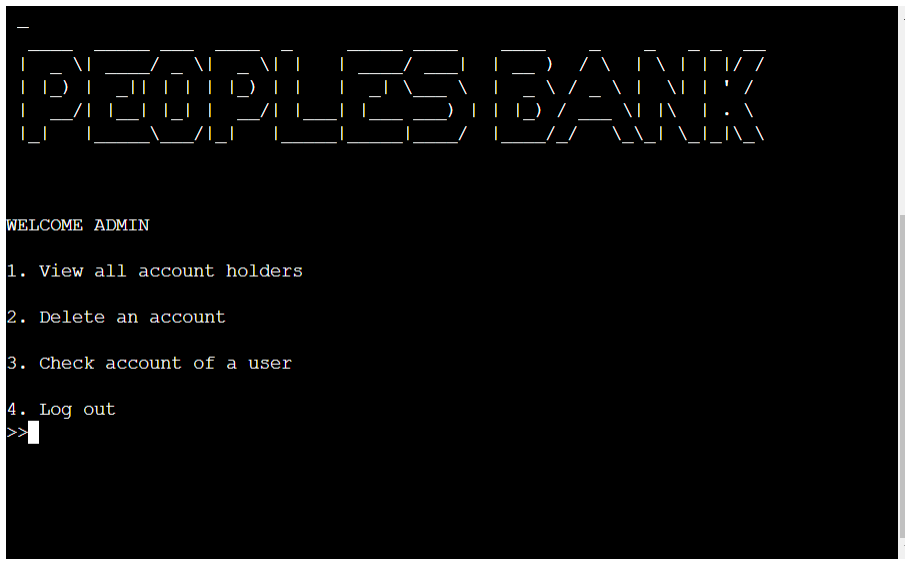 PEOPLES BANK
WELCOME ADMIN
1. View all account holders
2. Delete an account
3. Check account of a user
4. Log out
>>